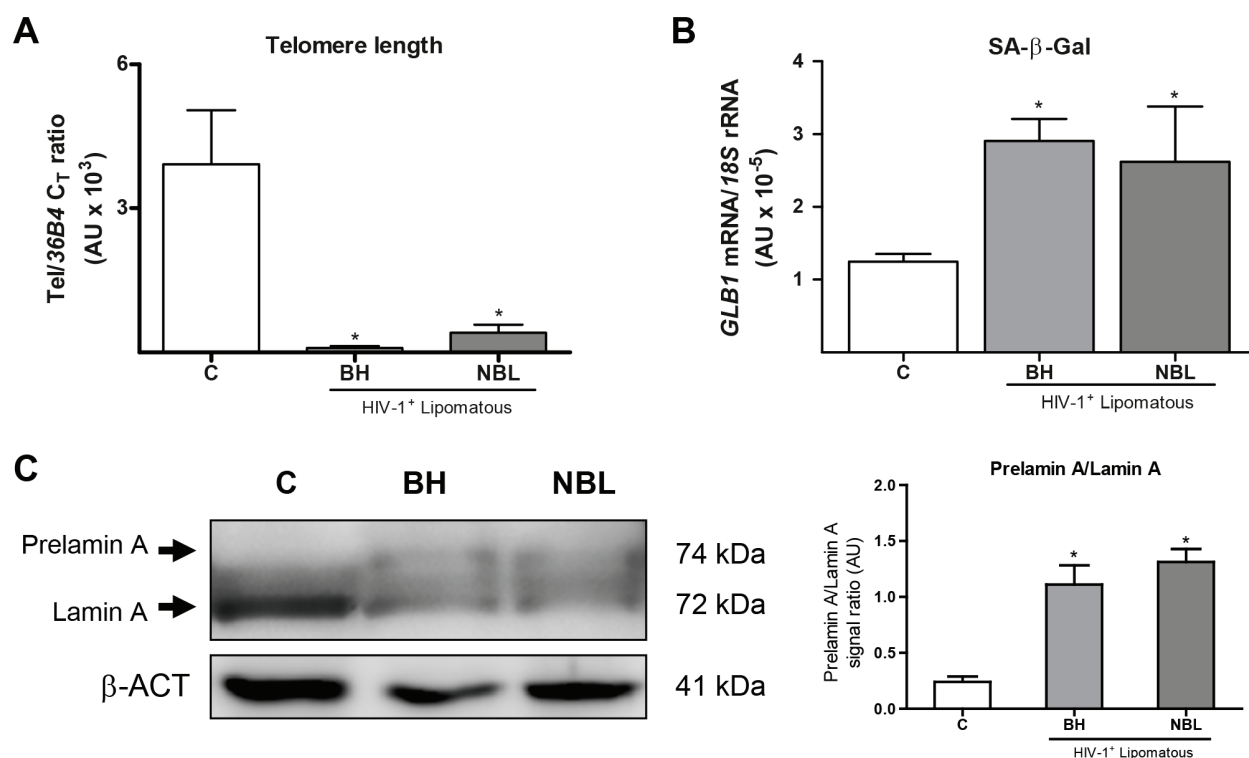 A
Telomere length
Tel/36B4 C_T ratio
(AU x 10³)
6
3
*
*
C
BH
NBL
HIV-1⁺ Lipomatous
B
SA-β-Gal
GLB1 mRNA/18S rRNA
(AU x 10⁻⁵)
4
3
2
1
*
*
C
BH
NBL
HIV-1⁺ Lipomatous
C
C
BH
NBL
Prelamin A
74 kDa
Lamin A
72 kDa
β-ACT
41 kDa
Prelamin A/Lamin A
Prelamin A/Lamin A
signal ratio (AU)
2.0
1.5
1.0
0.5
0.0
*
*
C
BH
NBL
HIV-1⁺ Lipomatous